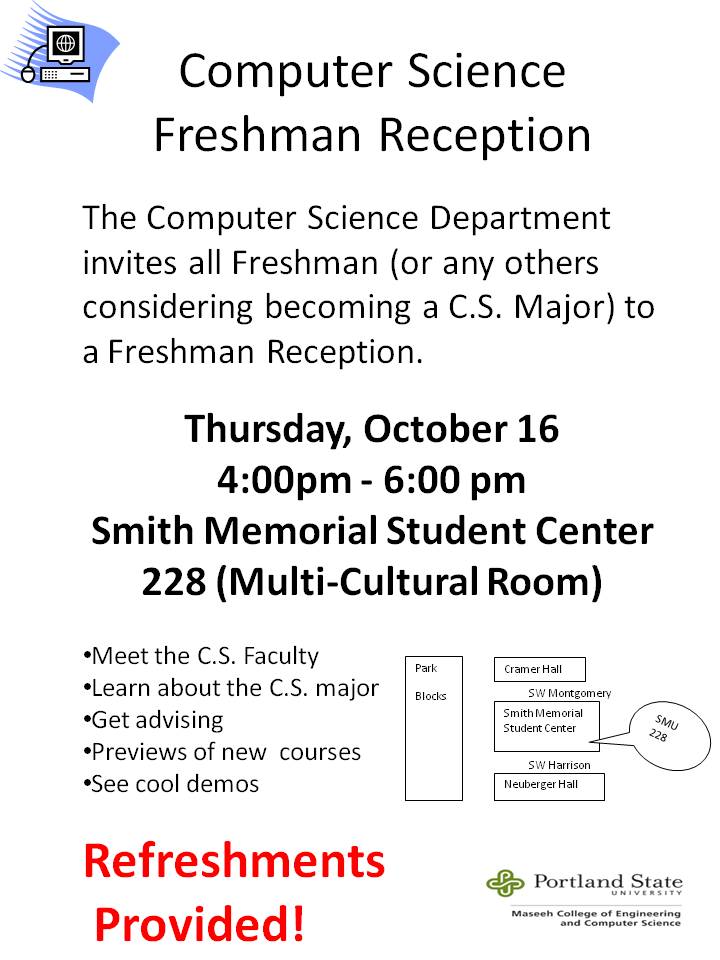 Computer Science
Freshman Reception
The Computer Science Department
invites all Freshman (or any others
considering becoming a C.S. Major) to
a Freshman Reception.
Thursday, October 16
4:00pm - 6:00 pm
Smith Memorial Student Center
228 (Multi-Cultural Room)
•Meet the C.S. Faculty
•Learn about the C.S. major
•Get advising
•Previews of new  courses
•See cool demos
Park
Blocks
Cramer Hall
SW Montgomery
Smith Memorial
Student Center
SMU
228
SW Harrison
Neuberger Hall
Refreshments
Provided!
Portland State
UNIVERSITY
Maseeh College of Engineering
and Computer Science